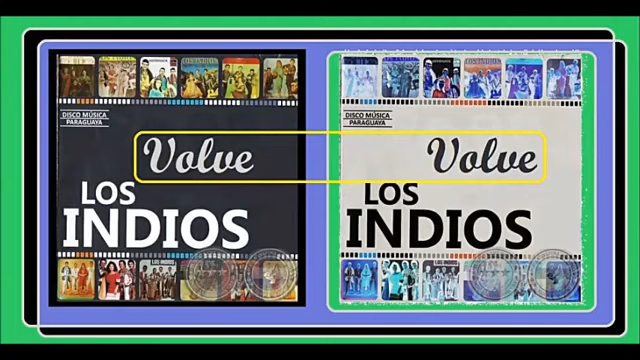 DISCO MÚSICA
PARAGUAYA
Volve
LOS
INDIOS
DISCO MÚSICA
PARAGUAYA
Volve
LOS
INDIOS